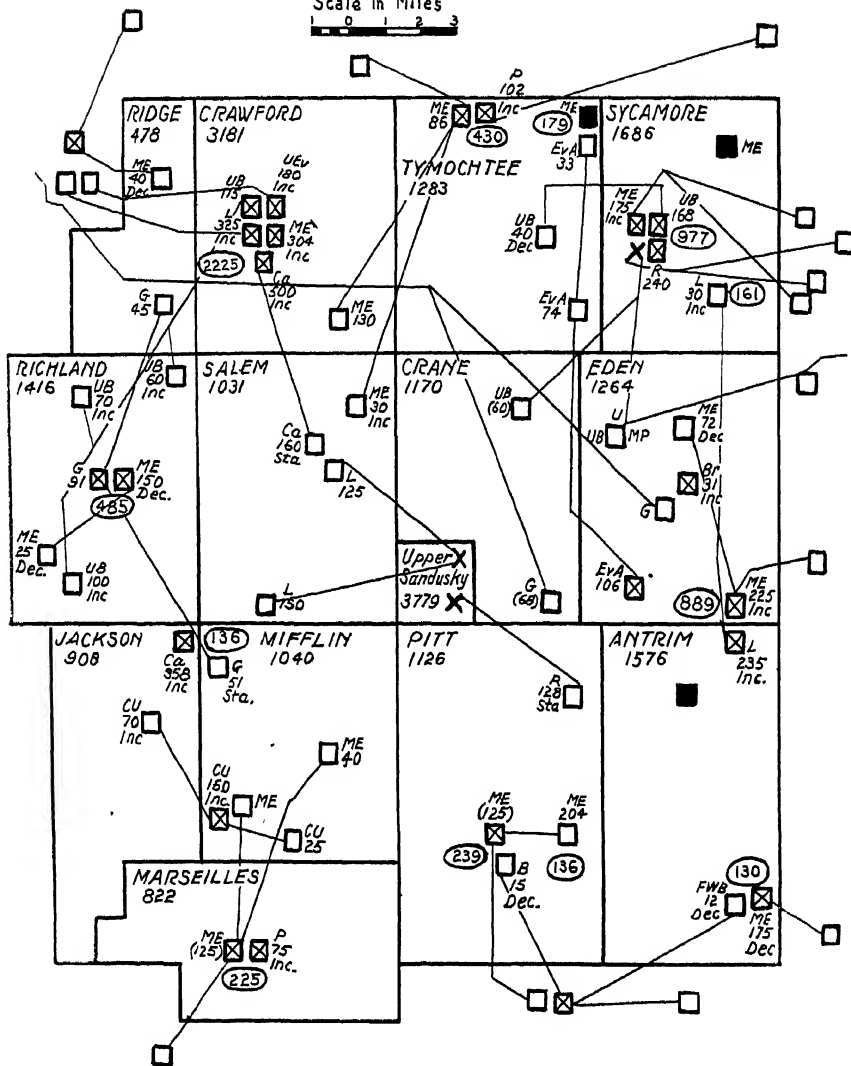 Scale in Miles
1 0 1 2 3
RIDGE
478
CRAWFORD
3181
TYMOCHTEE
1283
SYCAMORE
1686
ME
86
P
102
Inc
430
179
ME
EvA
33
ME
ME
40
Dec
UB
115
UEv
180
Inc
L
325
Inc
ME
304
Inc
2225
Ca
500
Inc
ME
130
UB
40
Dec
EvA
74
ME
175
Inc
UB
168
977
R
240
L
30
Inc
161
G
45
UB
60
Inc
RICHLAND
1416
SALEM
1031
CRANE
1170
EDEN
1264
UB
70
Inc
G
91
ME
150
Dec.
485
ME
25
Dec.
UB
100
Inc
ME
30
Inc
Ca
160
Sta
L
125
L
150
UB
(60)
Upper
Sandusky
3779
G
(68)
U
UB MP
ME
72
Dec
Br
31
Inc
G
EvA
106
889
ME
225
Inc
JACKSON
908
MIFFLIN
1040
PITT
1126
ANTRIM
1576
136
Ca
358
Inc
G
51
Sta.
L
235
Inc.
R
128
Sta
CU
70
Inc
ME
40
CU
160
Inc.
ME
CU
25
ME
(125)
ME
204
239
136
B
15
Dec.
130
FWB
12
Dec
ME
175
Dec
MARSEILLES
822
ME
(125)
P
75
Inc.
225